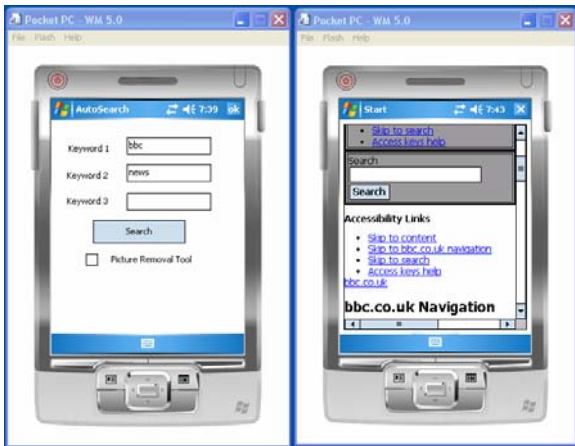 Pocket PC - WM 5.0
File Flash Help
AutoSearch 7:39 ok
Keyword 1 bbc
Keyword 2 news
Keyword 3
Search
Picture Removal Tool
Pocket PC - WM 5.0
File Flash Help
Start 7:43
Skip to search
Access keys help
Search
Search
Accessibility Links
Skip to content
Skip to bbc.co.uk navigation
Skip to search
Access keys help
bbc.co.uk
bbc.co.uk Navigation